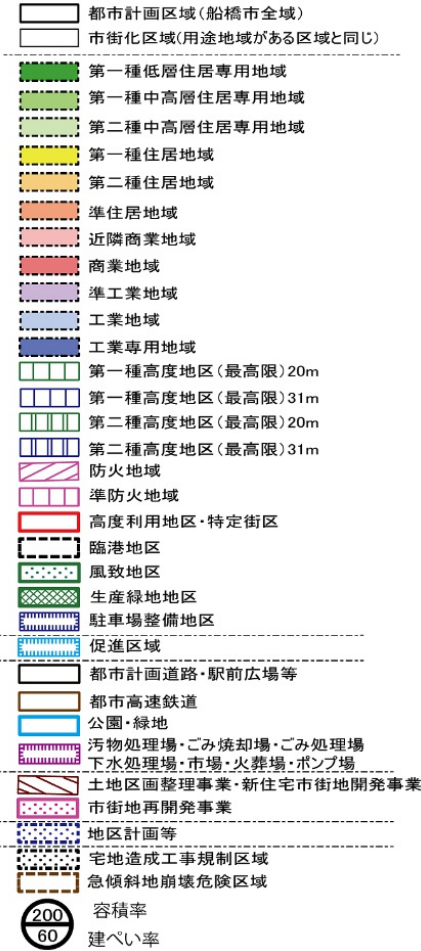 都市計画区域(船橋市全域)
市街化区域(用途地域がある区域と同じ)
第一種低層住居専用地域
第一種中高層住居専用地域
第二種中高層住居専用地域
第一種住居地域
第二種住居地域
準住居地域
近隣商業地域
商業地域
準工業地域
工業地域
工業専用地域
第一種高度地区(最高限)20m
第一種高度地区(最高限)31m
第二種高度地区(最高限)20m
第二種高度地区(最高限)31m
防火地域
準防火地域
高度利用地区・特定街区
臨港地区
風致地区
生産緑地地区
駐車場整備地区
促進区域
都市計画道路・駅前広場等
都市高速鉄道
公園・緑地
汚物処理場・ごみ焼却場・ごみ処理場
下水処理場・市場・火葬場・ポンプ場
土地区画整理事業・新住宅市街地開発事業
市街地再開発事業
地区計画等
宅地造成工事規制区域
急傾斜地崩壊危険区域
200 容積率
60 建ぺい率